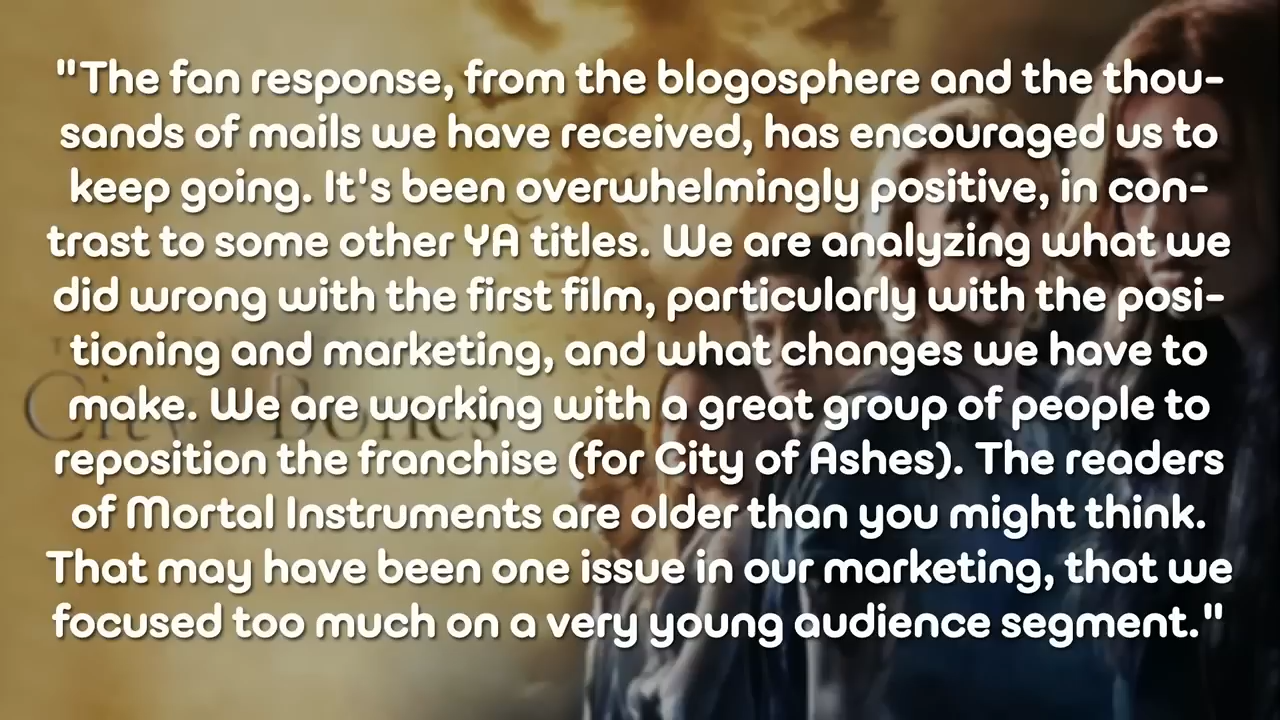 "The fan response, from the blogosphere and the thou-
sands of mails we have received, has encouraged us to
keep going. It's been overwhelmingly positive, in con-
trast to some other YA titles. We are analyzing what we
did wrong with the first film, particularly with the posi-
tioning and marketing, and what changes we have to
make. We are working with a great group of people to
reposition the franchise (for City of Ashes). The readers
of Mortal Instruments are older than you might think.
That may have been one issue in our marketing, that we
focused too much on a very young audience segment."
City of Bones